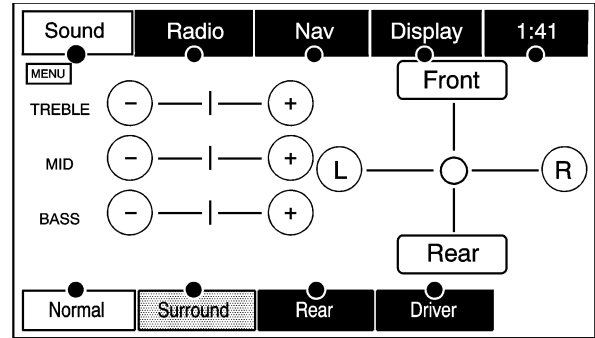 Sound Radio Nav Display 1:41
MENU
Front
TREBLE - +
MID - + L R
BASS - +
Rear
Normal Surround Rear Driver